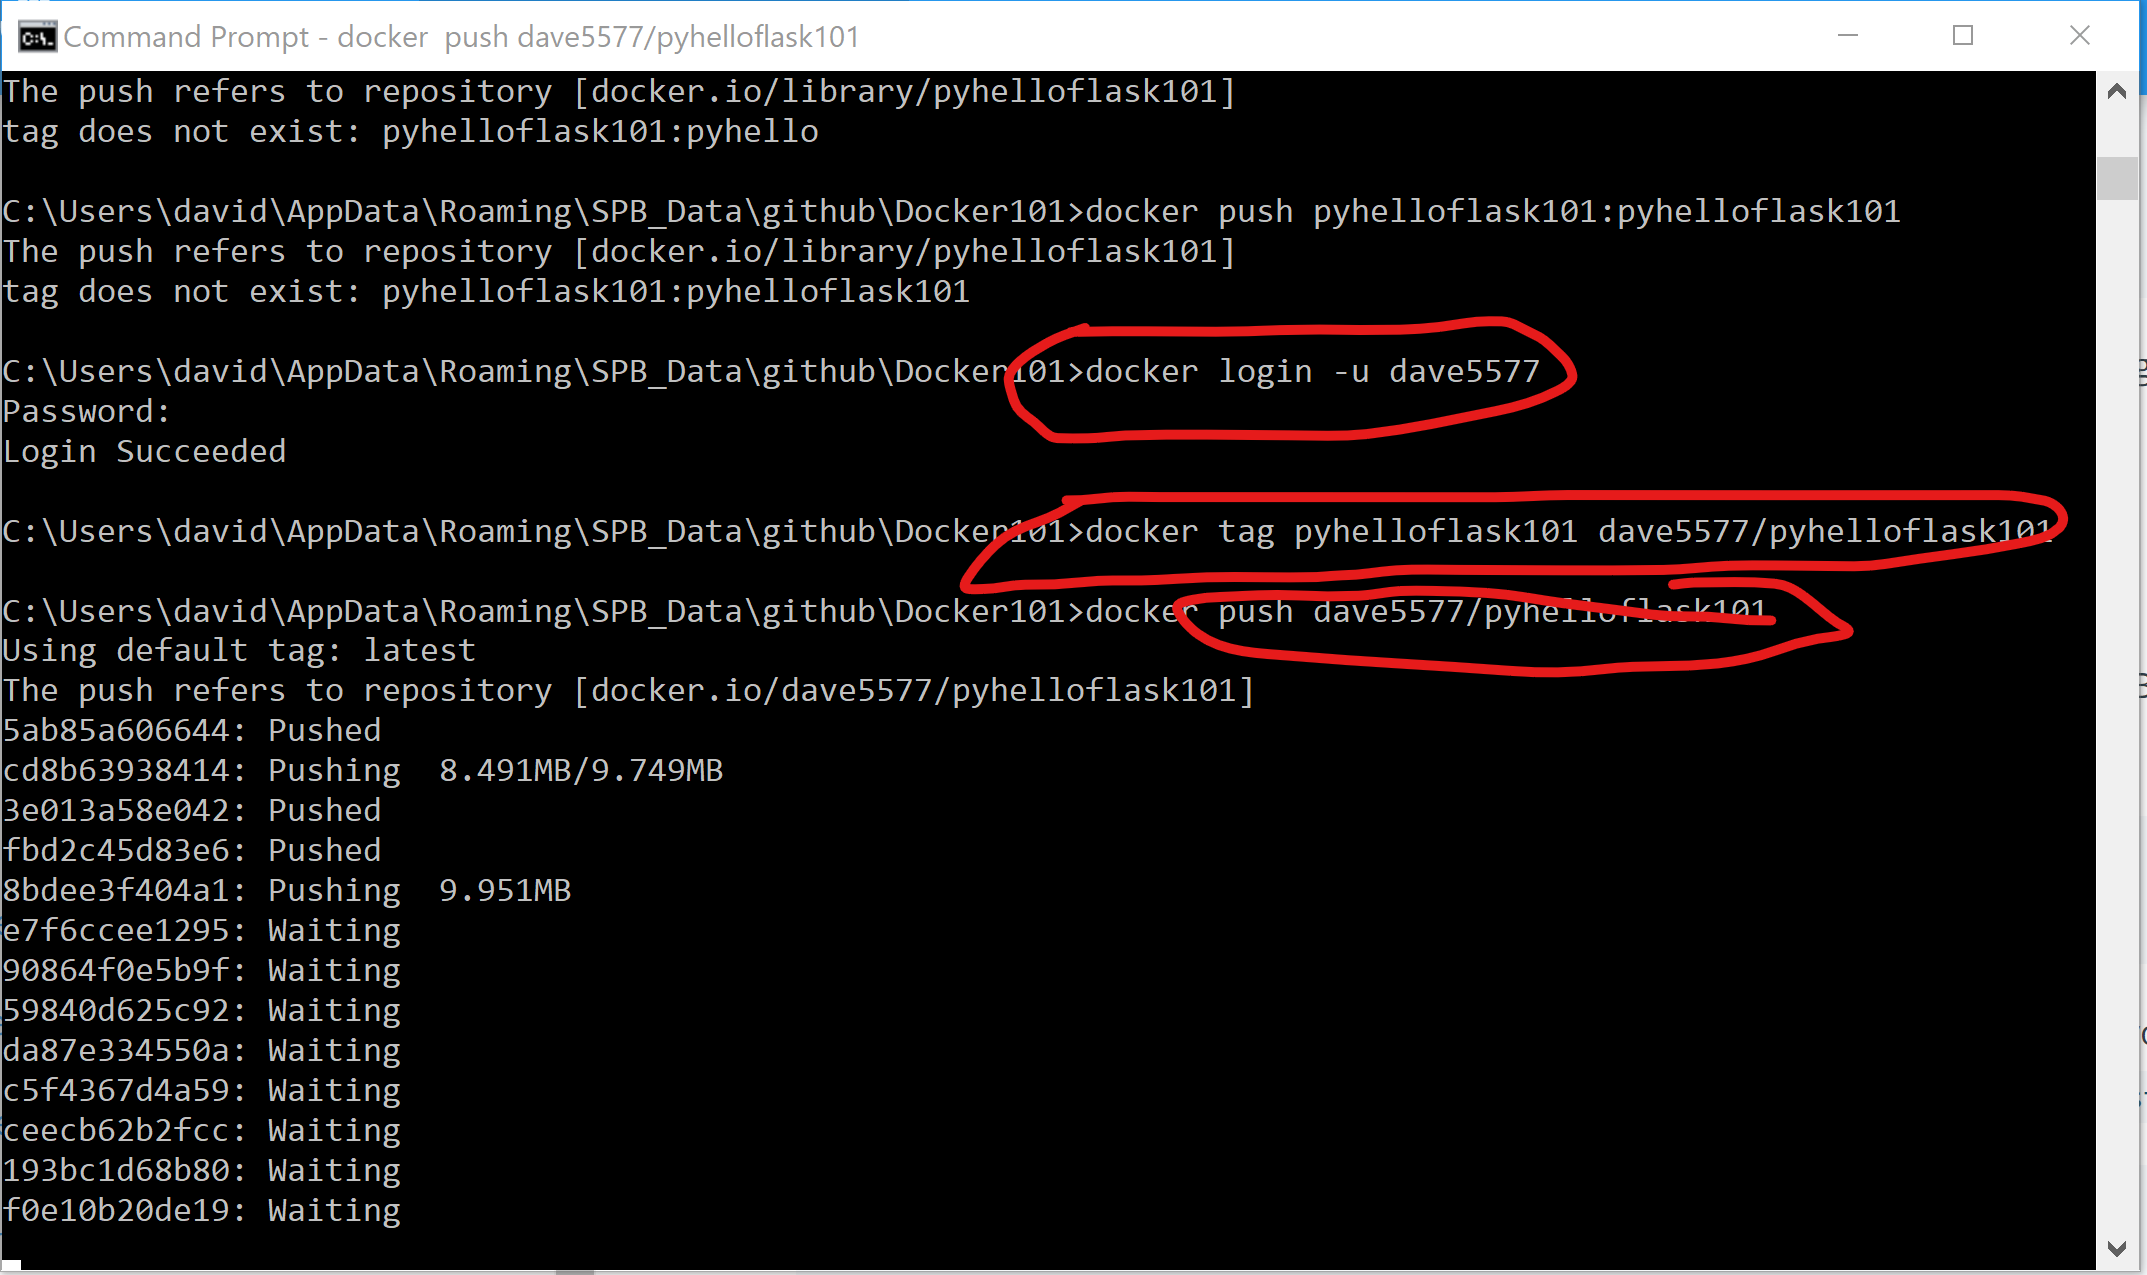 Command Prompt - docker  push dave5577/pyhelloflask101
The push refers to repository [docker.io/library/pyhelloflask101]
tag does not exist: pyhelloflask101:pyhello
C:\Users\david\AppData\Roaming\SPB_Data\github\Docker101>docker push pyhelloflask101:pyhelloflask101
The push refers to repository [docker.io/library/pyhelloflask101]
tag does not exist: pyhelloflask101:pyhelloflask101
C:\Users\david\AppData\Roaming\SPB_Data\github\Docker101>docker login -u dave5577
Password:
Login Succeeded
C:\Users\david\AppData\Roaming\SPB_Data\github\Docker101>docker tag pyhelloflask101 dave5577/pyhelloflask101
C:\Users\david\AppData\Roaming\SPB_Data\github\Docker101>docker push dave5577/pyhelloflask101
Using default tag: latest
The push refers to repository [docker.io/dave5577/pyhelloflask101]
5ab85a606644: Pushed
cd8b63938414: Pushing  8.491MB/9.749MB
3e013a58e042: Pushed
fbd2c45d83e6: Pushed
8bdee3f404a1: Pushing  9.951MB
e7f6ccee1295: Waiting
90864f0e5b9f: Waiting
59840d625c92: Waiting
da87e334550a: Waiting
c5f4367d4a59: Waiting
ceecb62b2fcc: Waiting
193bc1d68b80: Waiting
f0e10b20de19: Waiting